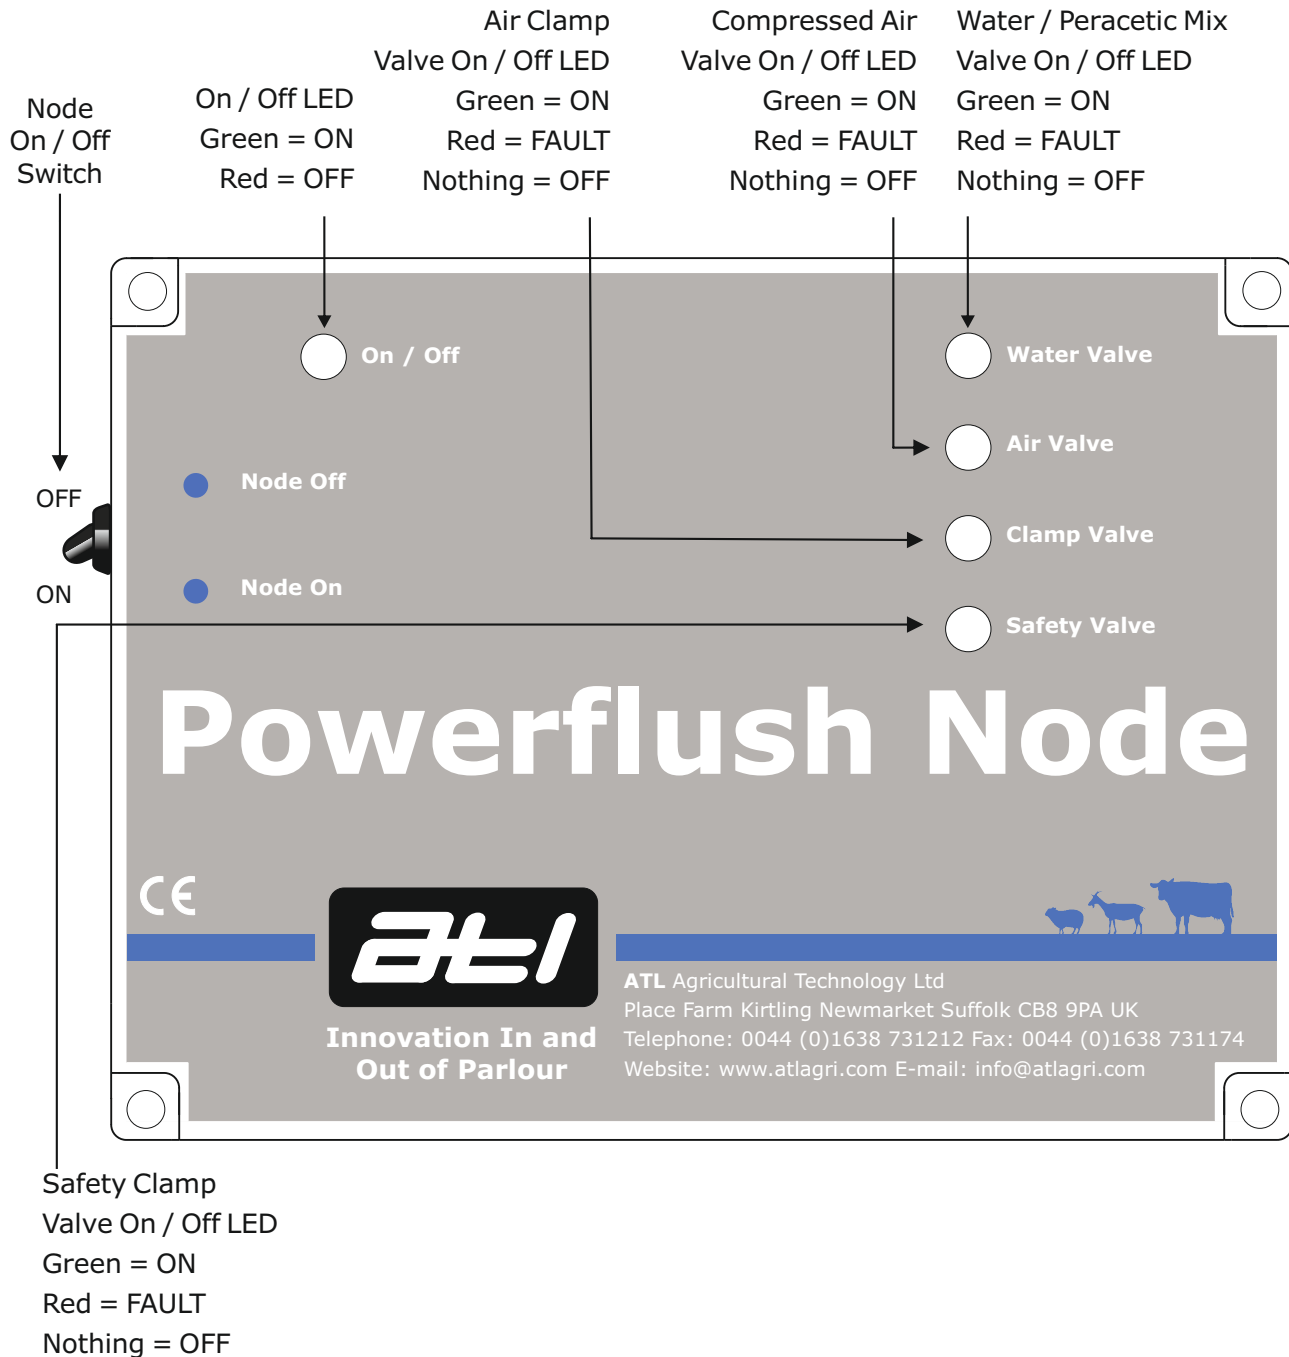 Node
On / Off
Switch
On / Off LED
Green = ON
Red = OFF
Air Clamp
Valve On / Off LED
Green = ON
Red = FAULT
Nothing = OFF
Compressed Air
Valve On / Off LED
Green = ON
Red = FAULT
Nothing = OFF
Water / Peracetic Mix
Valve On / Off LED
Green = ON
Red = FAULT
Nothing = OFF
On / Off
Water Valve
Air Valve
OFF
Node Off
Clamp Valve
ON
Node On
Safety Valve
Powerflush Node
CE
atl
Innovation In and
Out of Parlour
ATL Agricultural Technology Ltd
Place Farm Kirtling Newmarket Suffolk CB8 9PA UK
Telephone: 0044 (0)1638 731212 Fax: 0044 (0)1638 731174
Website: www.atlagri.com E-mail: info@atlagri.com
Safety Clamp
Valve On / Off LED
Green = ON
Red = FAULT
Nothing = OFF